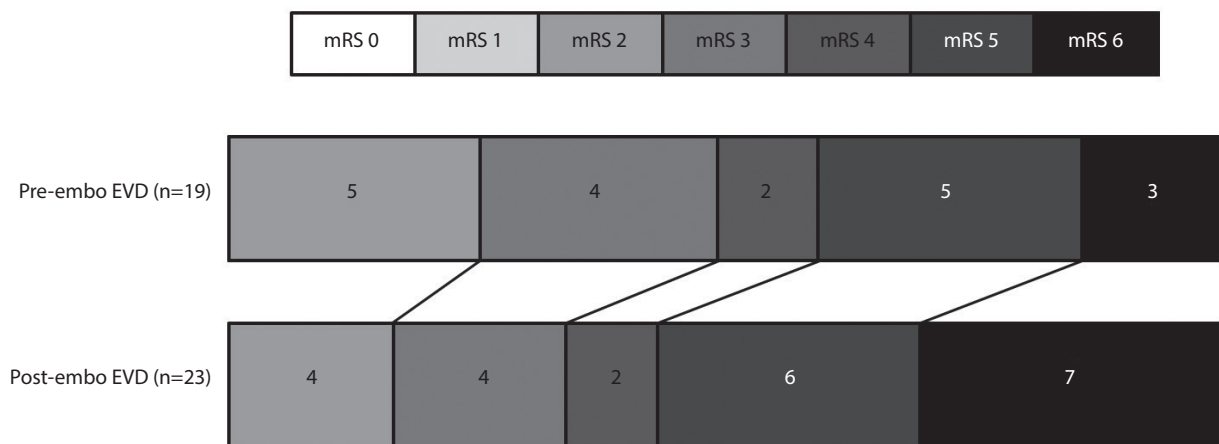 mRS 0 mRS 1 mRS 2 mRS 3 mRS 4 mRS 5 mRS 6
Pre-embo EVD (n=19) 5 4 2 5 3
Post-embo EVD (n=23) 4 4 2 6 7